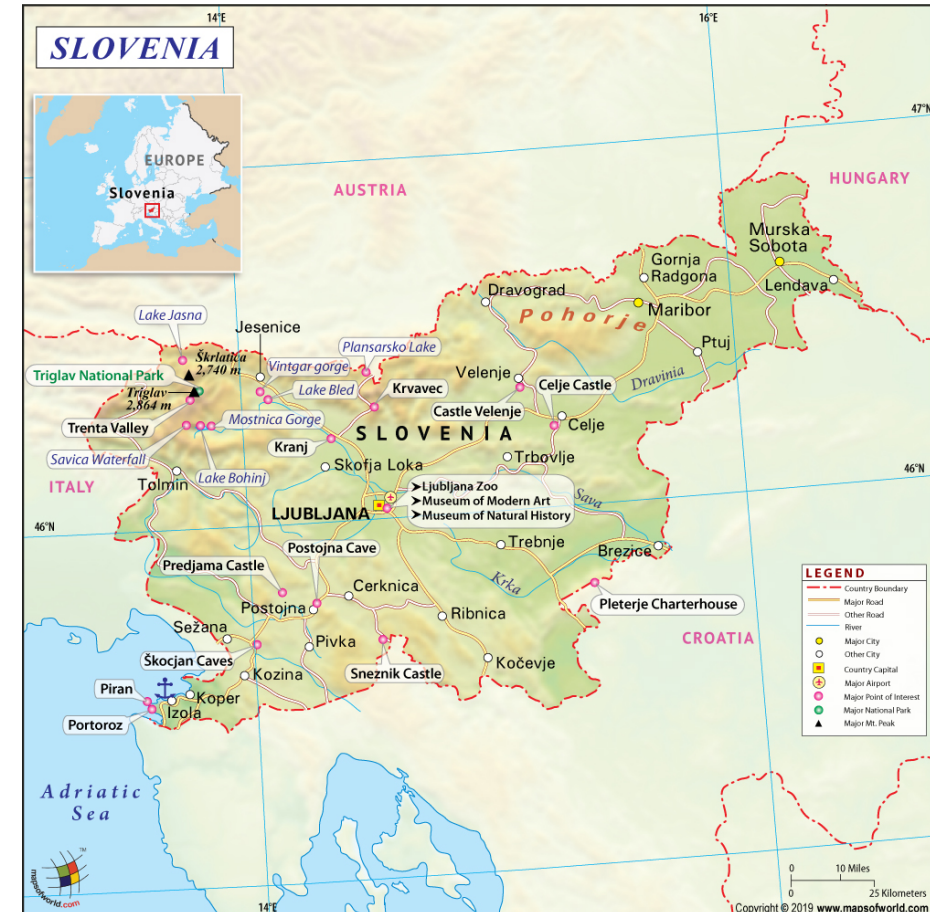 14°E
16°E
SLOVENIA
47°N
EUROPE
Slovenia
AUSTRIA
HUNGARY
Murska
Sobota
Gornja
Radgona
Lendava
Dravograd
Maribor
Pohorje
Lake Jasna
Jesenice
Plansarsko Lake
Ptuj
Škrlatica
2,740 m
Vintgar gorge
Triglav National Park
Velenje
Celje Castle
Dravinia
Triglav
2,864 m
Lake Bled
Krvavec
Castle Velenje
Mostnica Gorge
Trenta Valley
Celje
SLOVENIA
Kranj
Savica Waterfall
Trbovlje
Skofja Loka
46°N
Lake Bohinj
ITALY
Tolmin
➤Ljubljana Zoo
➤Museum of Modern Art
➤Museum of Natural History
Sava
LJUBLJANA
46°N
Postojna Cave
Trebnje
Brezice
Predjama Castle
Krka
Cerknica
Postojna
Pleterje Charterhouse
Ribnica
Sežana
Pivka
CROATIA
Škocjan Caves
Kočevje
Sneznik Castle
Kozina
Piran
Koper
Izola
Portoroz
LEGEND
Country Boundary
Major Road
Other Road
River
Major City
Other City
Country Capital
Major Airport
Major Point of Interest
Major National Park
Major Mt. Peak
Adriatic
Sea
TM
mapsofworld.com
0 10 Miles
0 25 Kilometers
14°E
Copyright © 2019 www.mapsofworld.com